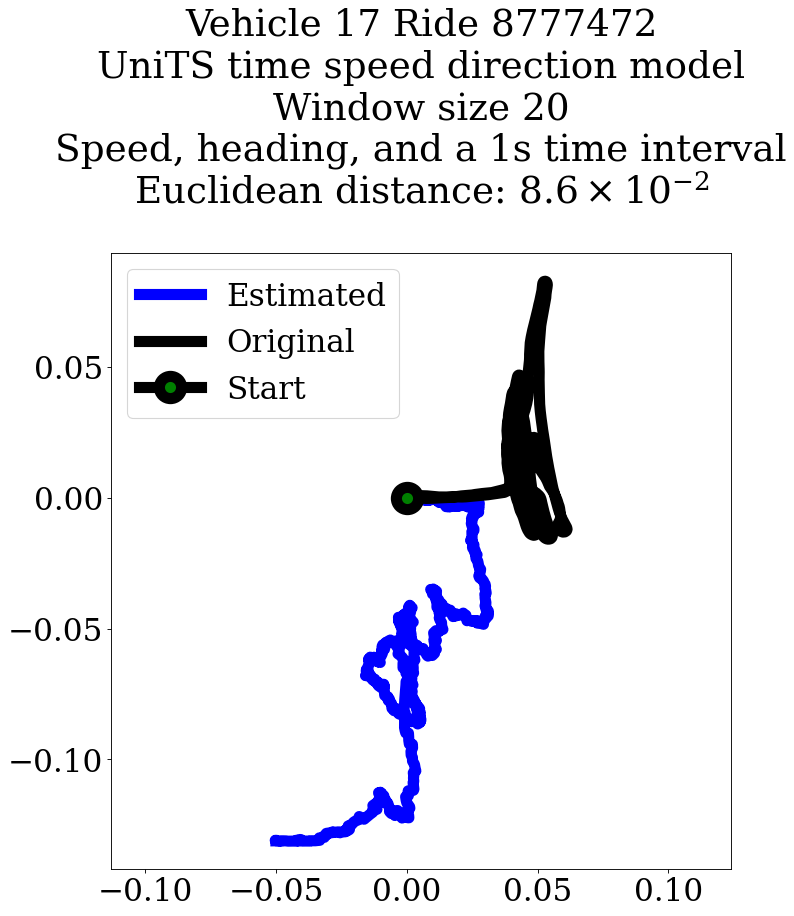 Vehicle 17 Ride 8777472
UniTS time speed direction model
Window size 20
Speed, heading, and a 1s time interval
Euclidean distance: 8.6 × 10⁻²
Estimated
Original
Start
0.05
0.00
−0.05
−0.10
−0.10 −0.05 0.00 0.05 0.10